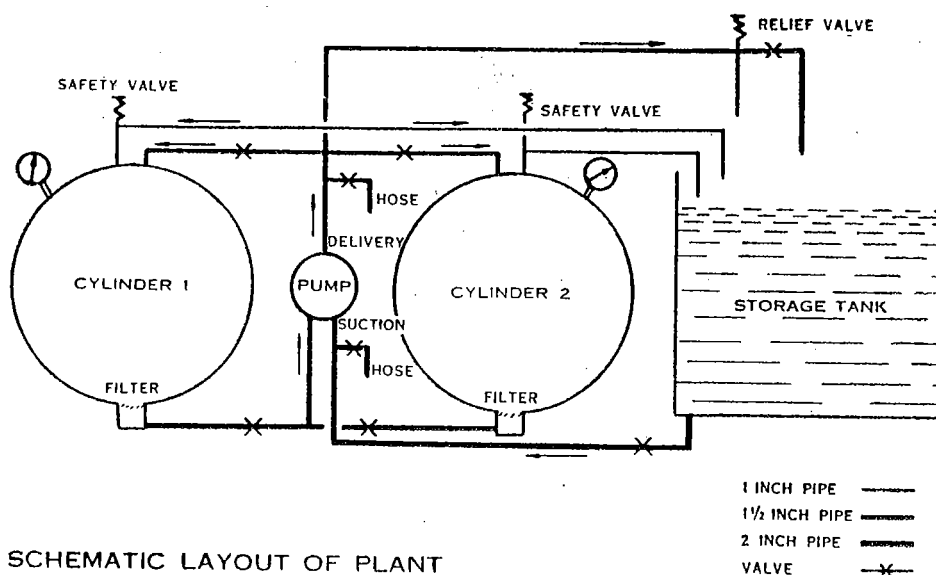 RELIEF VALVE
SAFETY VALVE
SAFETY VALVE
HOSE
DELIVERY
CYLINDER 1
PUMP
CYLINDER 2
STORAGE TANK
SUCTION
HOSE
FILTER
FILTER
1 INCH PIPE
1½ INCH PIPE
2 INCH PIPE
VALVE
SCHEMATIC LAYOUT OF PLANT